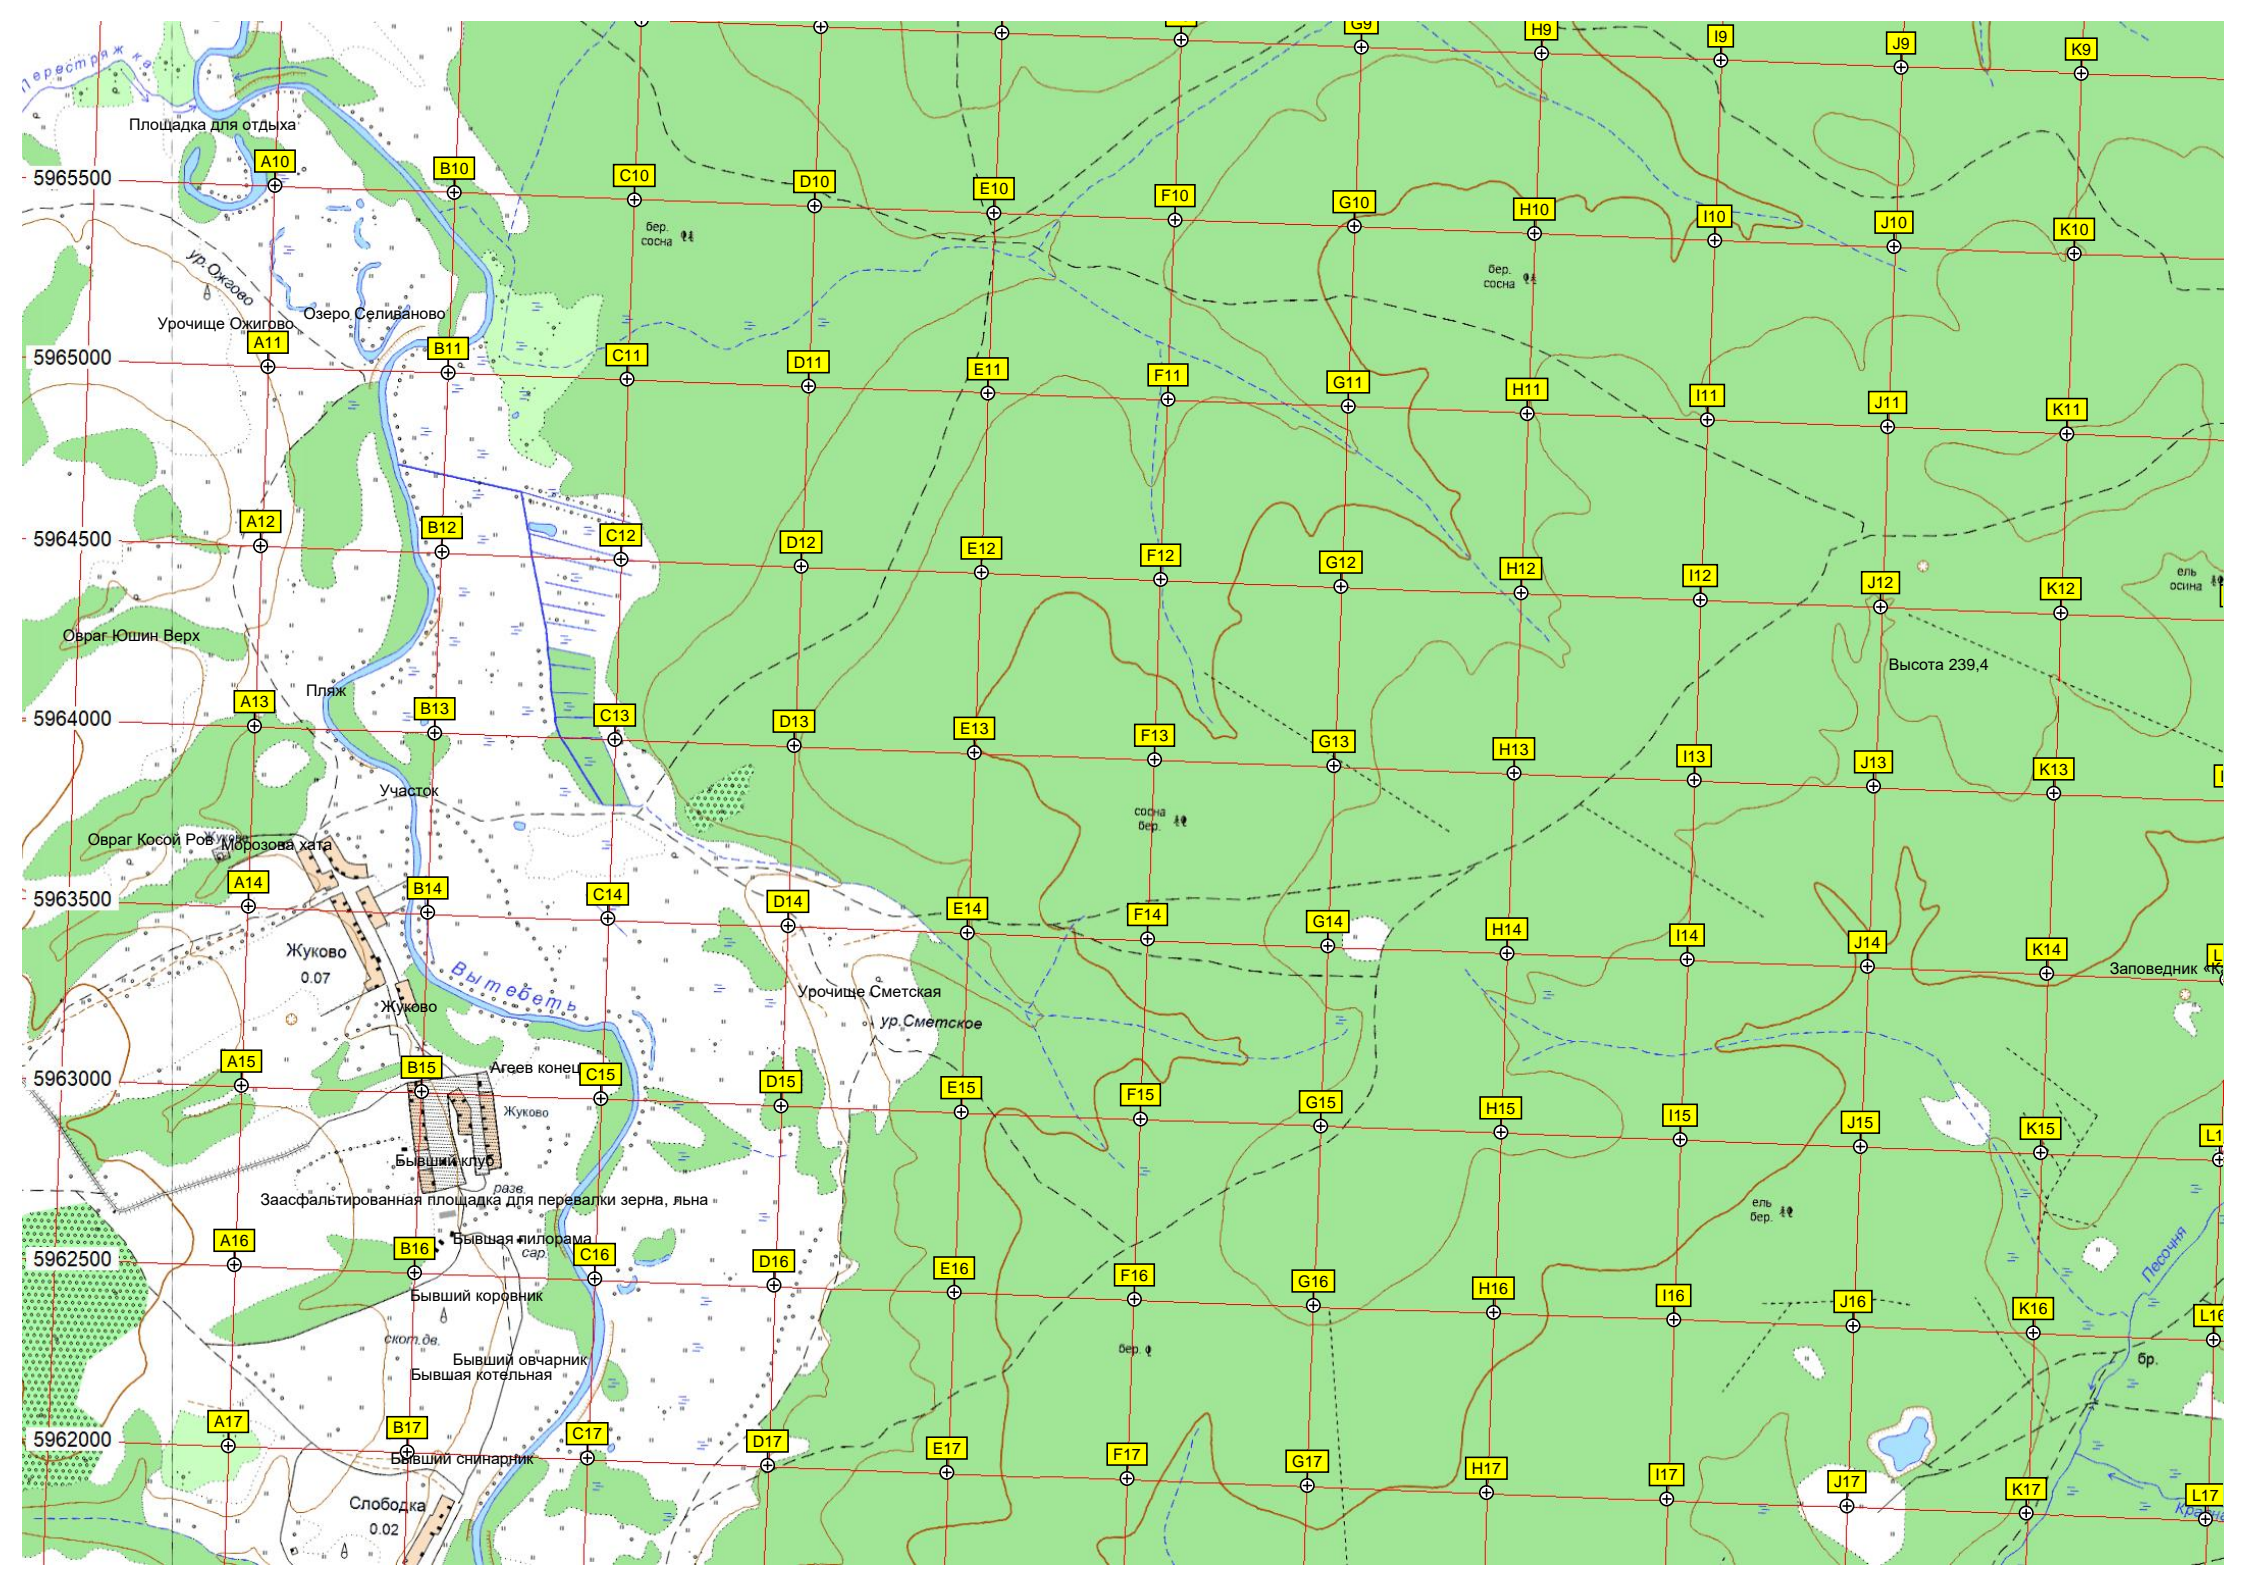 G9 H9 I9 J9 K9
Перестряжка
Площадка для отдыха
5965500 A10 B10 C10 D10 E10 F10 G10 H10 I10 J10 K10
бер.
сосна
бер.
сосна
ур.Ожгово
Урочище Ожигово
Озеро Селиваново
5965000 A11 B11 C11 D11 E11 F11 G11 H11 I11 J11 K11
5964500 A12 B12 C12 D12 E12 F12 G12 H12 I12 J12 K12
ель
осина
Овраг Юшин Верх
Высота 239,4
Пляж
5964000 A13 B13 C13 D13 E13 F13 G13 H13 I13 J13 K13
Участок
сосна
бер.
Овраг Косой Ров
Жуково
Морозова хата
5963500 A14 B14 C14 D14 E14 F14 G14 H14 I14 J14 K14
Жуково
0.07
Вытебеть
Заповедник «К
Урочище Сметская
Жуково
ур.Сметское
5963000 A15 B15 C15 D15 E15 F15 G15 H15 I15 J15 K15 L1
Агеев конец
Жуково
Бывший клуб
разв.
Заасфальтированная площадка для перевалки зерна, льна
ель
бер.
Бывшая пилорама
сар.
Песочня
5962500 A16 B16 C16 D16 E16 F16 G16 H16 I16 J16 K16 L16
Бывший коровник
скот.дв.
бер.
бр.
Бывший овчарник
Бывшая котельная
5962000 A17 B17 C17 D17 E17 F17 G17 H17 I17 J17 K17 L17
Бывший свинарник
Слободка
0.02